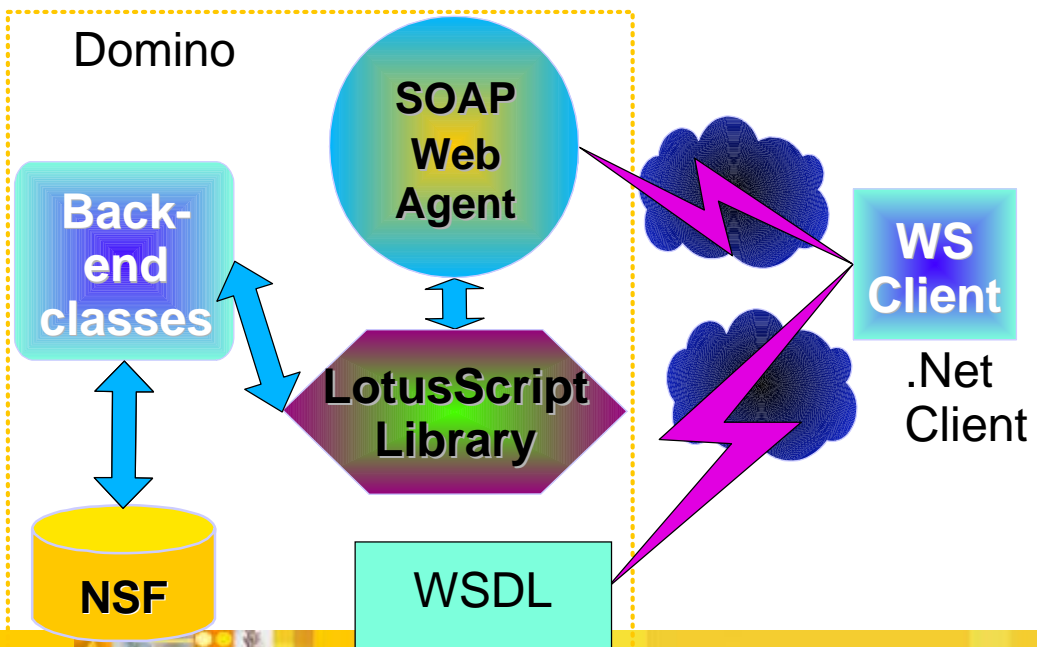 Domino
SOAP
Web
Agent
Back-
end
classes
WS
Client
LotusScript
Library
.Net
Client
NSF
WSDL